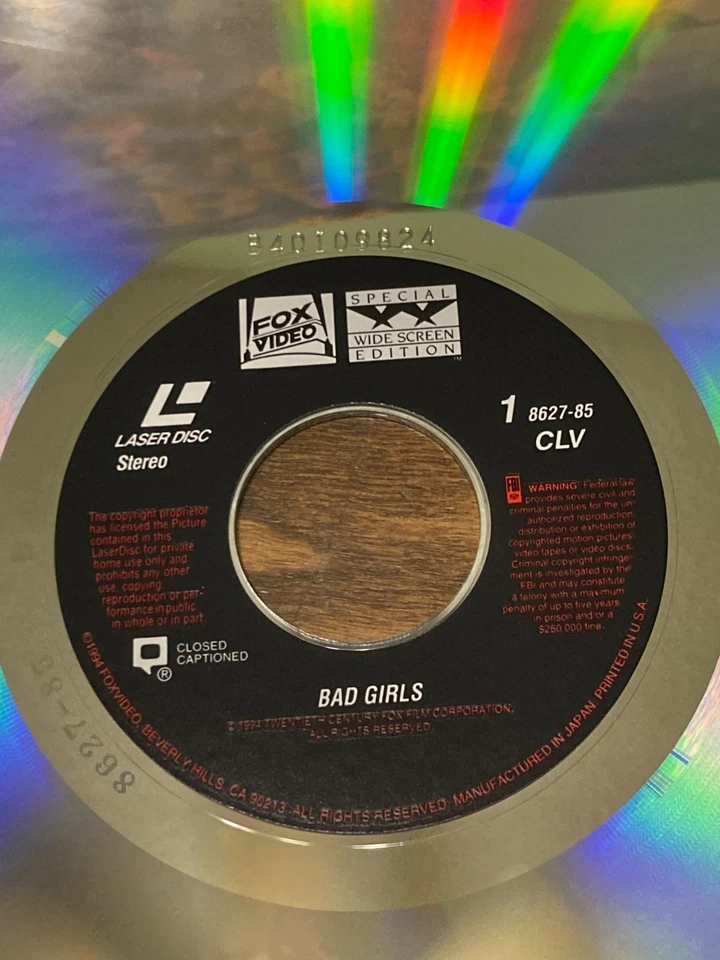 B40109824
FOX
VIDEO
SPECIAL
WIDE SCREEN
EDITION
TM
LASER DISC
Stereo
1 8627-85
CLV
The copyright proprietor
has licensed the Picture
contained in this
LaserDisc for private
home use only and
prohibits any other
use, copying,
reproduction or per-
formance in public,
in whole or in part.
FBI
WARNING: Federal law
provides severe civil and
criminal penalties for the un-
authorized reproduction,
distribution or exhibition of
copyrighted motion pictures,
video tapes or video discs.
Criminal copyright infringe-
ment is investigated by the
FBI and may constitute
a felony with a maximum
penalty of up to five years
in prison and/or a
$250 000 fine.
®
CLOSED
CAPTIONED
BAD GIRLS
© 1994 TWENTIETH CENTURY FOX FILM CORPORATION.
ALL RIGHTS RESERVED.
©1994 FOXVIDEO, BEVERLY HILLS, CA 90213. ALL RIGHTS RESERVED. MANUFACTURED IN JAPAN PRINTED IN U.S.A.
8627-85